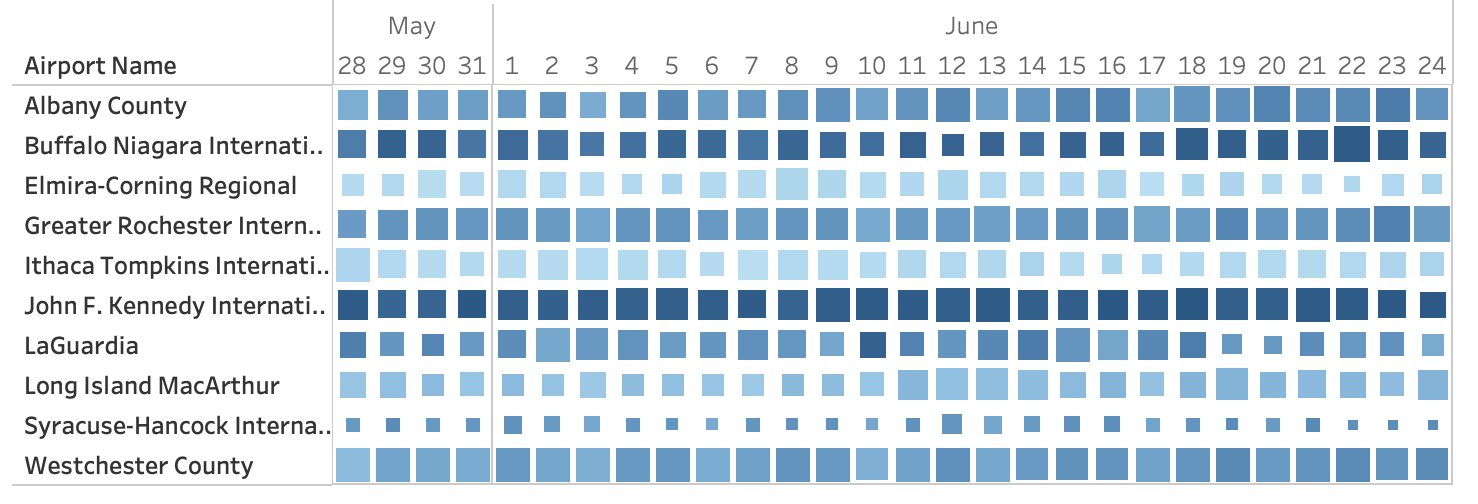 May June
Airport Name 28 29 30 31 1 2 3 4 5 6 7 8 9 10 11 12 13 14 15 16 17 18 19 20 21 22 23 24
Albany County
Buffalo Niagara Internati..
Elmira-Corning Regional
Greater Rochester Intern..
Ithaca Tompkins Internati..
John F. Kennedy Internati..
LaGuardia
Long Island MacArthur
Syracuse-Hancock Interna..
Westchester County